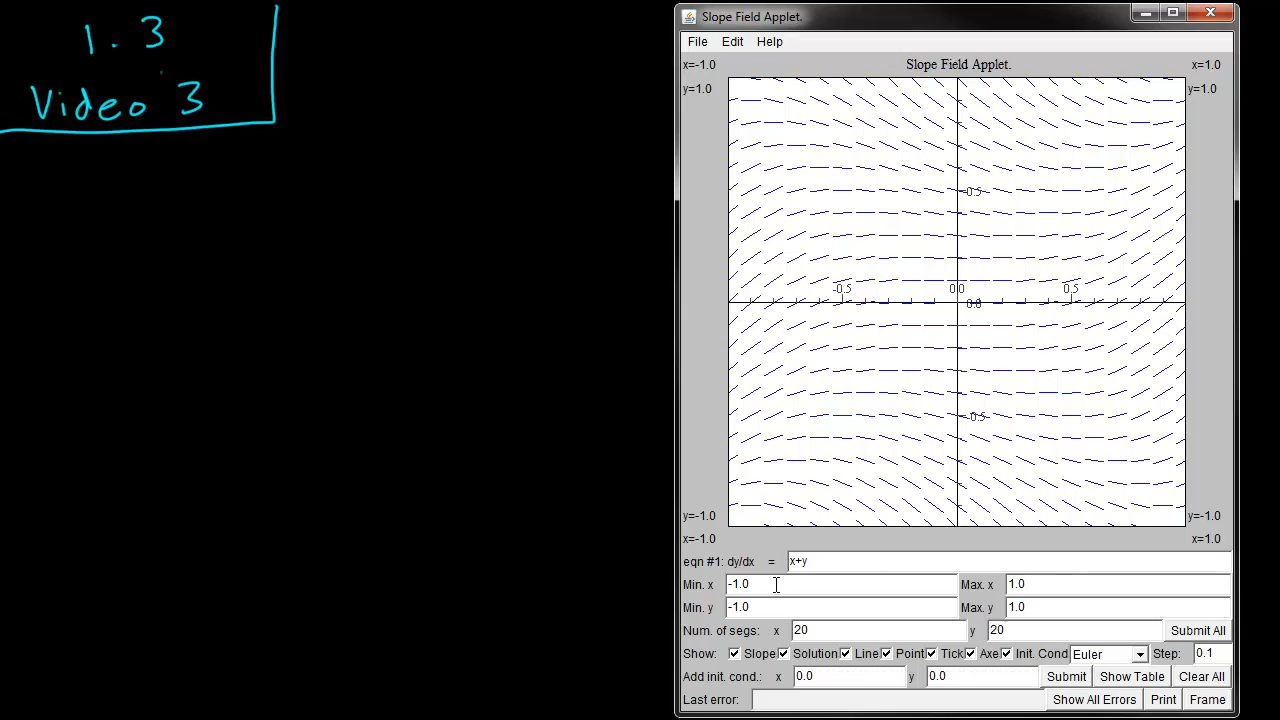 1.3
Video 3
Slope Field Applet.
File Edit Help
x=-1.0 Slope Field Applet. x=1.0
y=1.0 y=1.0
-0.5
-0.5 0.0 0.5
0.0
-0.5
y=-1.0 y=-1.0
x=-1.0 x=1.0
eqn #1: dy/dx = x+y
Min. x -1.0 Max. x 1.0
Min. y -1.0 Max. y 1.0
Num. of segs: x 20 y 20 Submit All
Show: Slope Solution Line Point Tick Axe Init. Cond Euler Step: 0.1
Add init. cond.: x 0.0 y 0.0 Submit Show Table Clear All
Last error: Show All Errors Print Frame